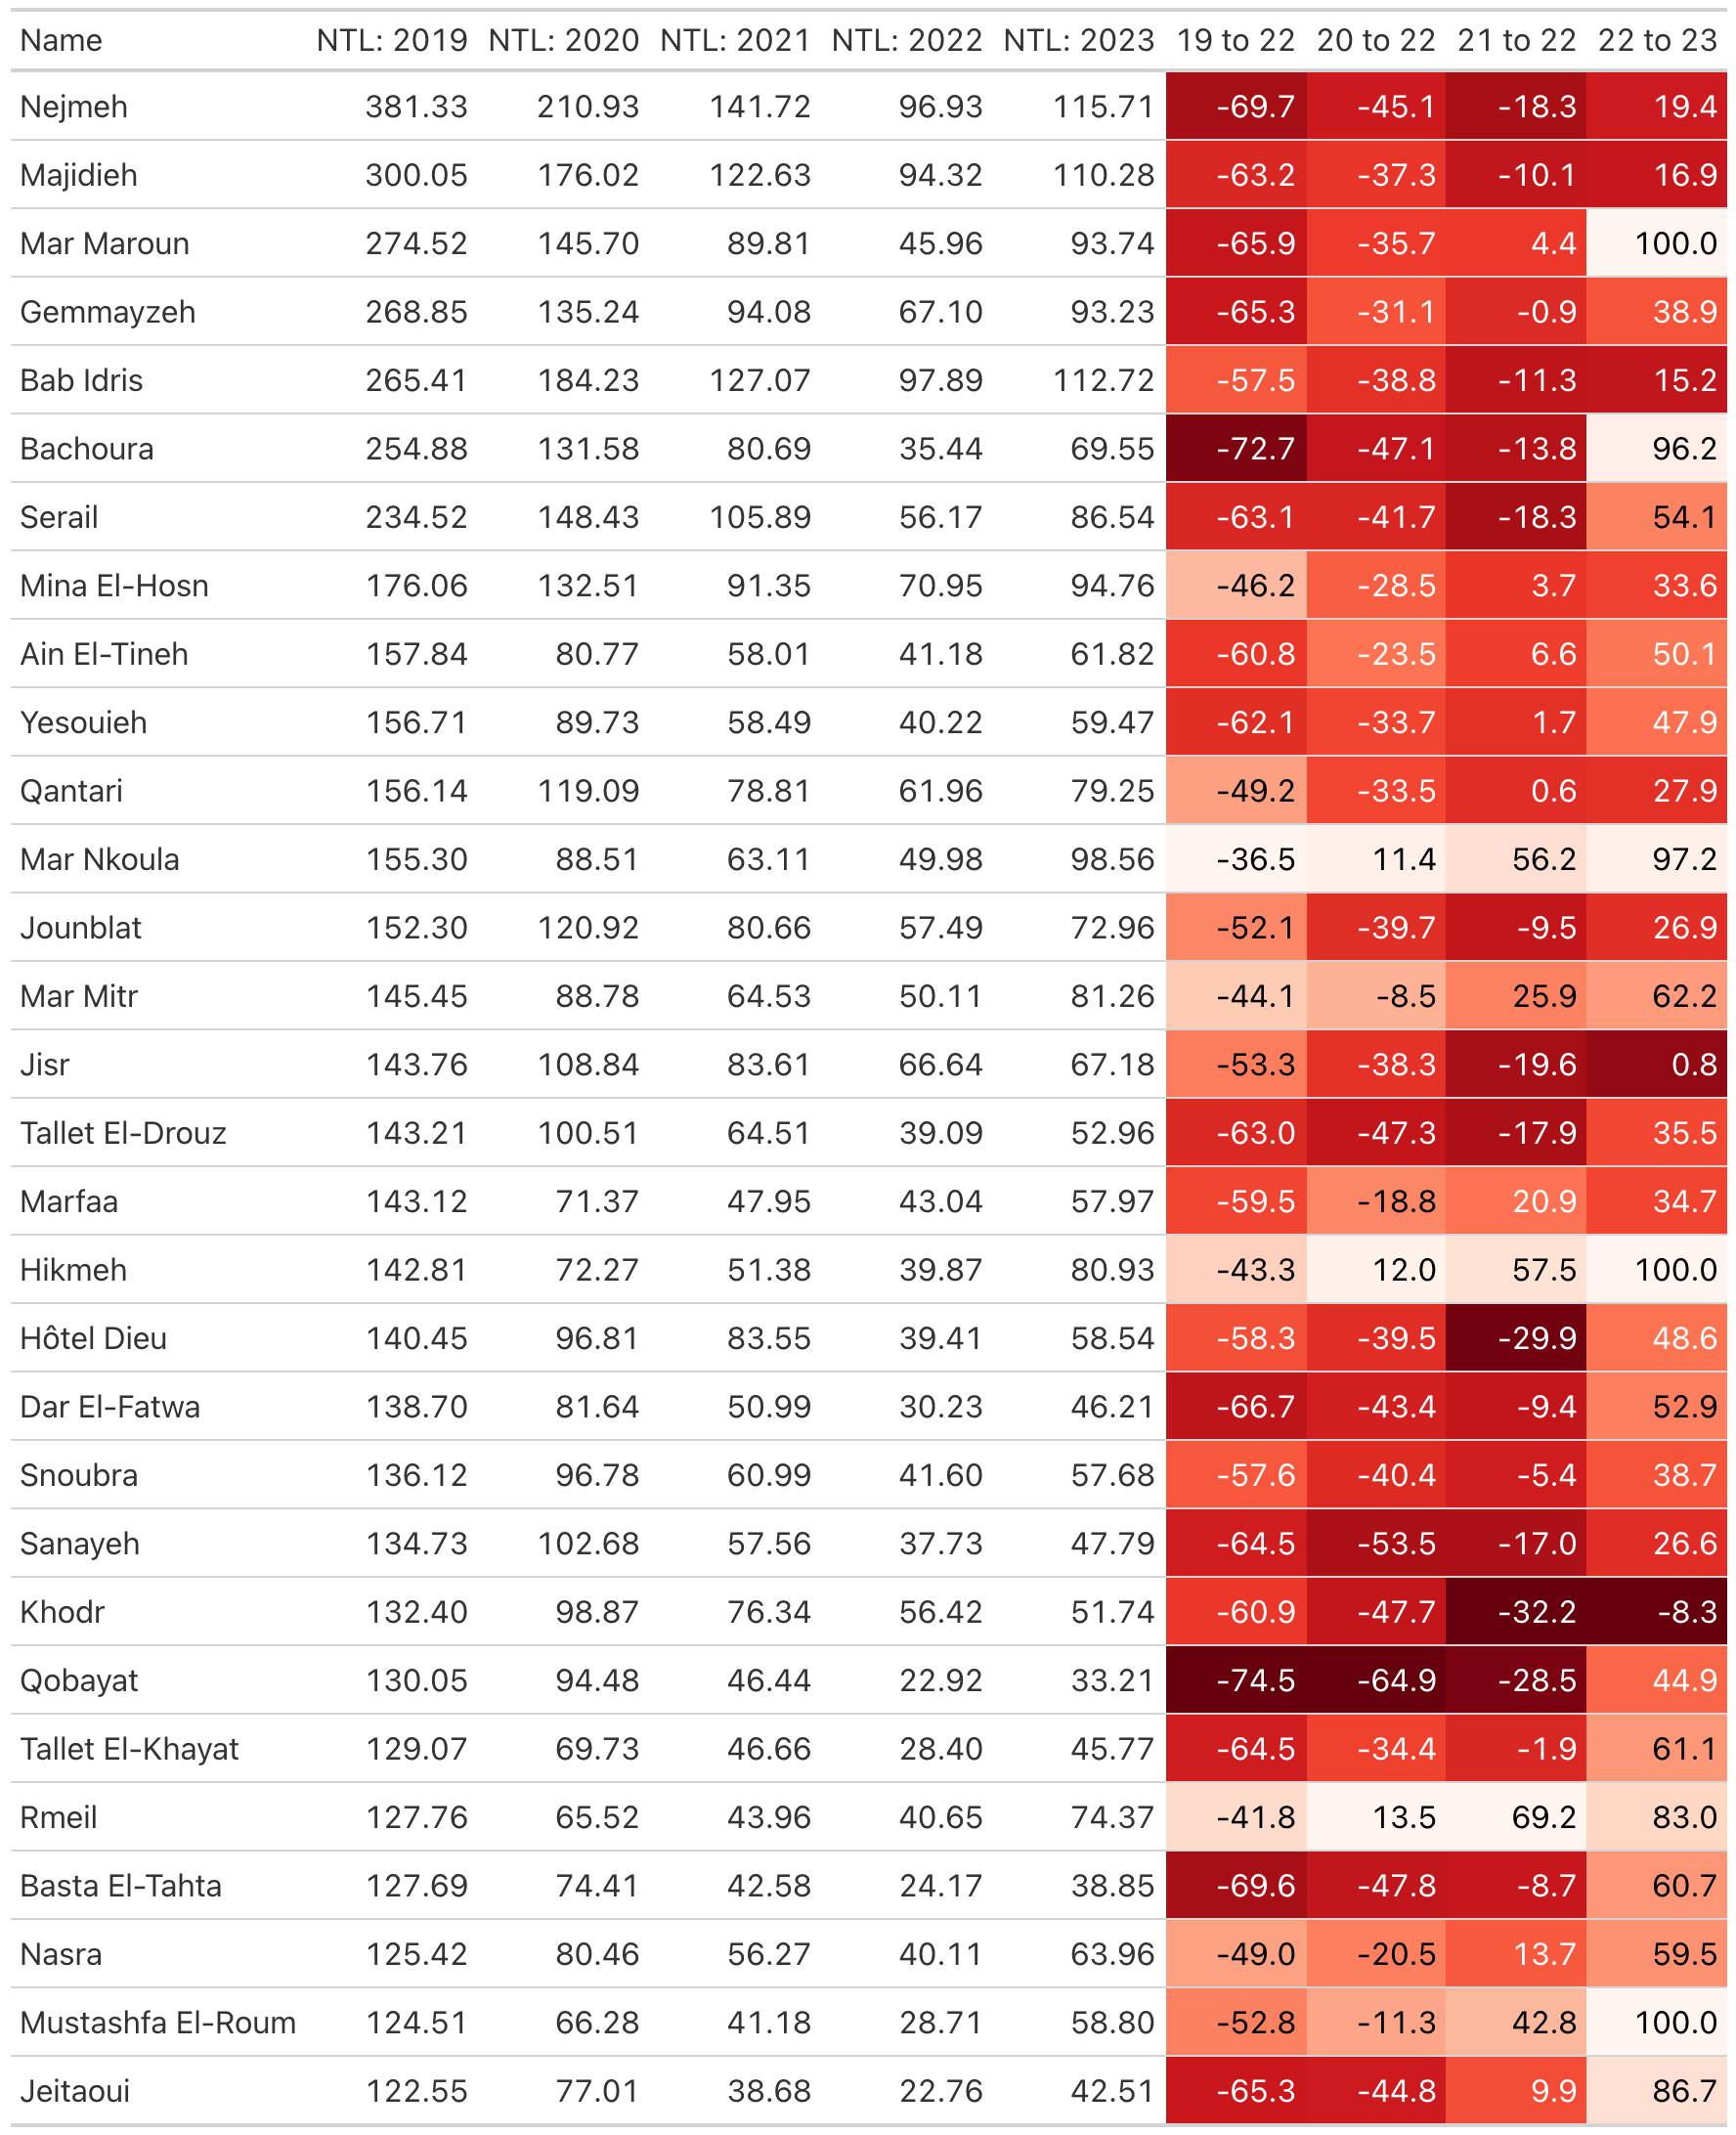 Name NTL: 2019 NTL: 2020 NTL: 2021 NTL: 2022 NTL: 2023 19 to 22 20 to 22 21 to 22 22 to 23
Nejmeh 381.33 210.93 141.72 96.93 115.71 -69.7 -45.1 -18.3 19.4
Majidieh 300.05 176.02 122.63 94.32 110.28 -63.2 -37.3 -10.1 16.9
Mar Maroun 274.52 145.70 89.81 45.96 93.74 -65.9 -35.7 4.4 100.0
Gemmayzeh 268.85 135.24 94.08 67.10 93.23 -65.3 -31.1 -0.9 38.9
Bab Idris 265.41 184.23 127.07 97.89 112.72 -57.5 -38.8 -11.3 15.2
Bachoura 254.88 131.58 80.69 35.44 69.55 -72.7 -47.1 -13.8 96.2
Serail 234.52 148.43 105.89 56.17 86.54 -63.1 -41.7 -18.3 54.1
Mina El-Hosn 176.06 132.51 91.35 70.95 94.76 -46.2 -28.5 3.7 33.6
Ain El-Tineh 157.84 80.77 58.01 41.18 61.82 -60.8 -23.5 6.6 50.1
Yesouieh 156.71 89.73 58.49 40.22 59.47 -62.1 -33.7 1.7 47.9
Qantari 156.14 119.09 78.81 61.96 79.25 -49.2 -33.5 0.6 27.9
Mar Nkoula 155.30 88.51 63.11 49.98 98.56 -36.5 11.4 56.2 97.2
Jounblat 152.30 120.92 80.66 57.49 72.96 -52.1 -39.7 -9.5 26.9
Mar Mitr 145.45 88.78 64.53 50.11 81.26 -44.1 -8.5 25.9 62.2
Jisr 143.76 108.84 83.61 66.64 67.18 -53.3 -38.3 -19.6 0.8
Tallet El-Drouz 143.21 100.51 64.51 39.09 52.96 -63.0 -47.3 -17.9 35.5
Marfaa 143.12 71.37 47.95 43.04 57.97 -59.5 -18.8 20.9 34.7
Hikmeh 142.81 72.27 51.38 39.87 80.93 -43.3 12.0 57.5 100.0
Hôtel Dieu 140.45 96.81 83.55 39.41 58.54 -58.3 -39.5 -29.9 48.6
Dar El-Fatwa 138.70 81.64 50.99 30.23 46.21 -66.7 -43.4 -9.4 52.9
Snoubra 136.12 96.78 60.99 41.60 57.68 -57.6 -40.4 -5.4 38.7
Sanayeh 134.73 102.68 57.56 37.73 47.79 -64.5 -53.5 -17.0 26.6
Khodr 132.40 98.87 76.34 56.42 51.74 -60.9 -47.7 -32.2 -8.3
Qobayat 130.05 94.48 46.44 22.92 33.21 -74.5 -64.9 -28.5 44.9
Tallet El-Khayat 129.07 69.73 46.66 28.40 45.77 -64.5 -34.4 -1.9 61.1
Rmeil 127.76 65.52 43.96 40.65 74.37 -41.8 13.5 69.2 83.0
Basta El-Tahta 127.69 74.41 42.58 24.17 38.85 -69.6 -47.8 -8.7 60.7
Nasra 125.42 80.46 56.27 40.11 63.96 -49.0 -20.5 13.7 59.5
Mustashfa El-Roum 124.51 66.28 41.18 28.71 58.80 -52.8 -11.3 42.8 100.0
Jeitaoui 122.55 77.01 38.68 22.76 42.51 -65.3 -44.8 9.9 86.7